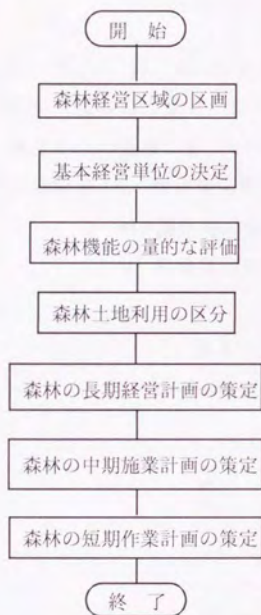 開 始
森林経営区域の区画
基本経営単位の決定
森林機能の量的な評価
森林土地利用の区分
森林の長期経営計画の策定
森林の中期施業計画の策定
森林の短期作業計画の策定
終 了